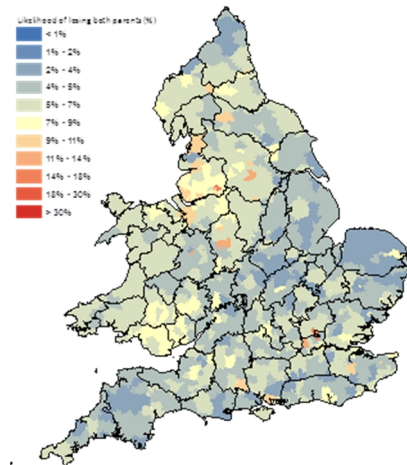 Likelihood of losing both parents (%)
< 1%
1% - 2%
2% - 4%
4% - 5%
5% - 7%
7% - 9%
9% - 11%
11% - 14%
14% - 18%
18% - 30%
> 30%